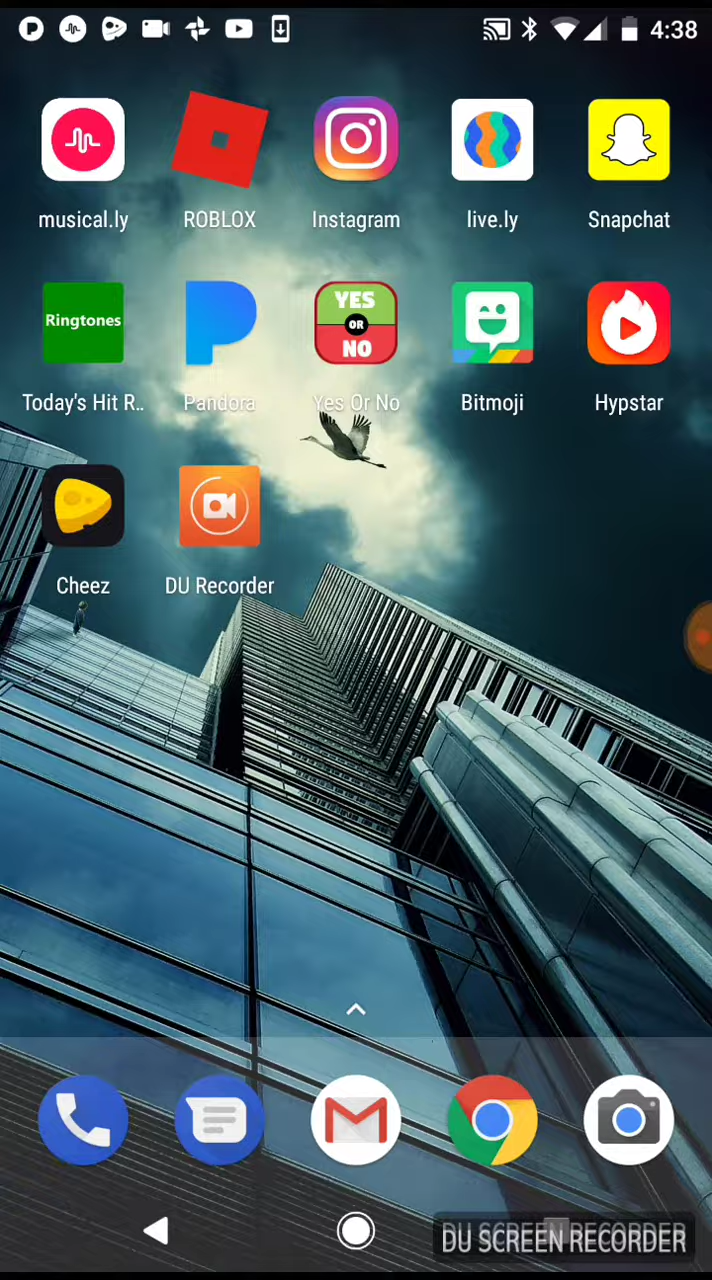 4:38
musical.ly ROBLOX Instagram live.ly Snapchat
Ringtones
YES
OR
NO
Today's Hit R.. Pandora Yes Or No Bitmoji Hypstar
Cheez DU Recorder
DU SCREEN RECORDER